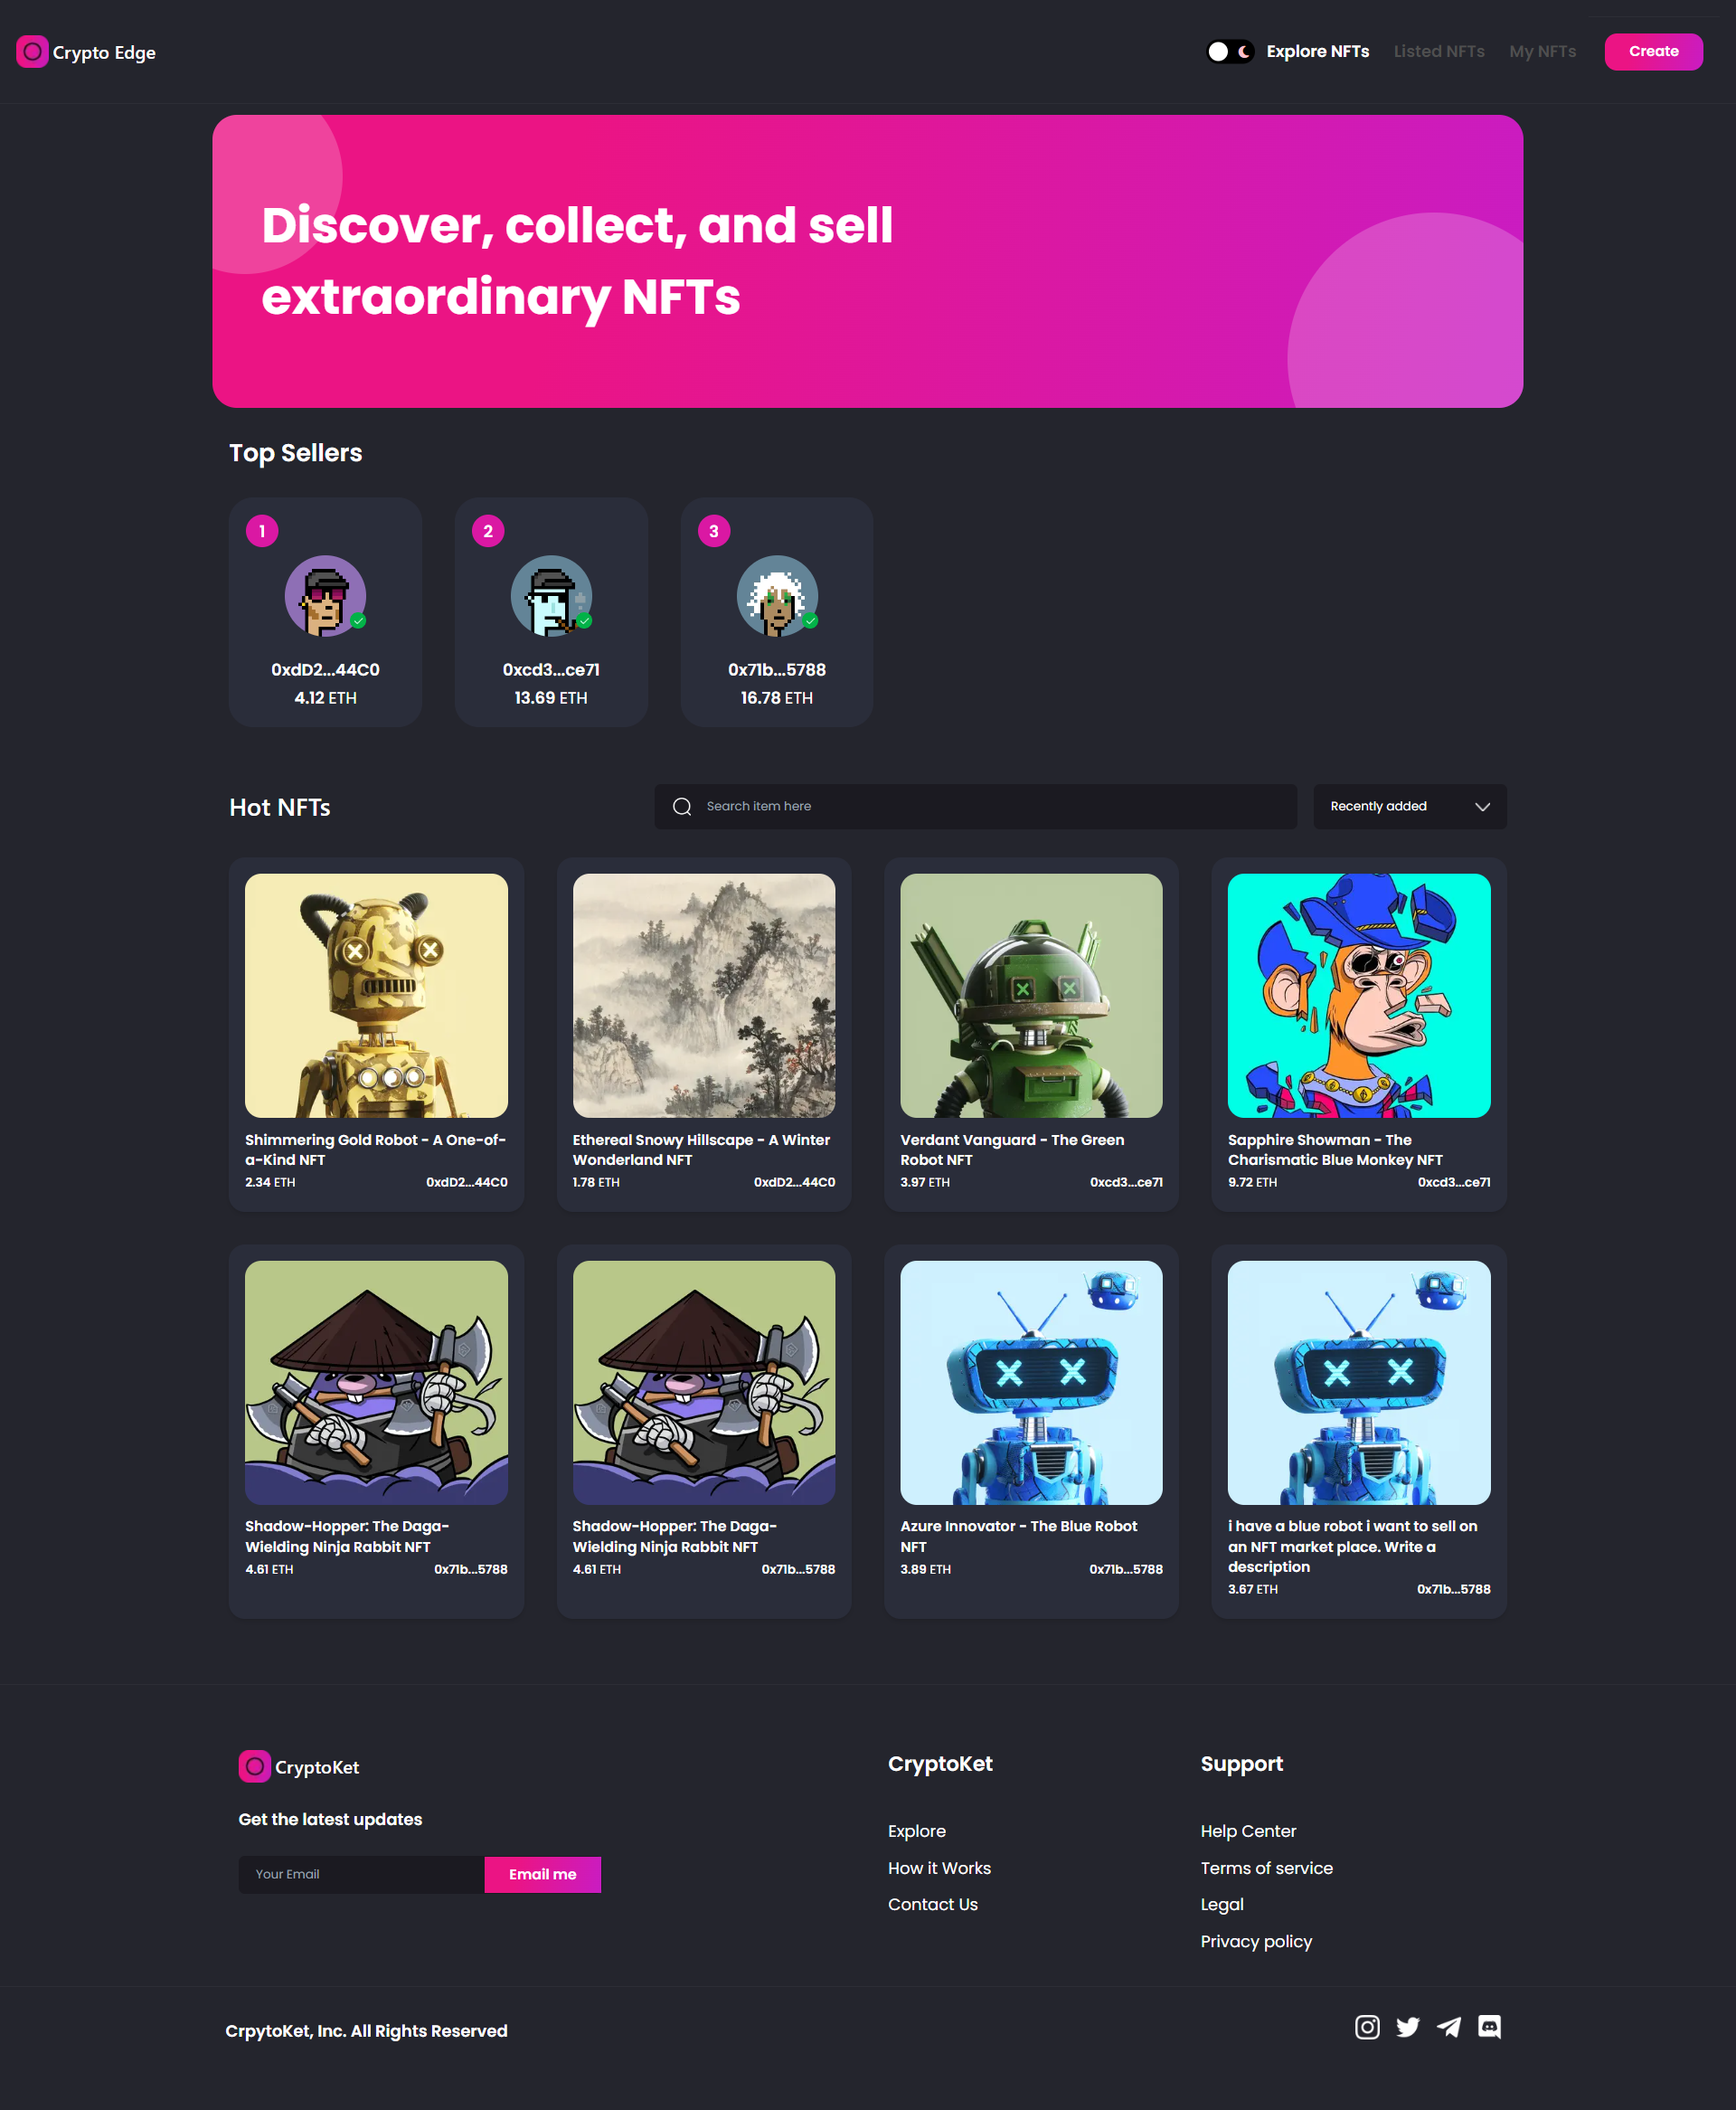 Crypto Edge
Explore NFTs
Listed NFTs
My NFTs
Create
Discover, collect, and sell
extraordinary NFTs
Top Sellers
1
0xdD2...44C0
4.12 ETH
2
0xcd3...ce71
13.69 ETH
3
0x71b...5788
16.78 ETH
Hot NFTs
Search item here
Recently added
Shimmering Gold Robot - A One-of-
a-Kind NFT
2.34 ETH 0xdD2...44C0
Ethereal Snowy Hillscape - A Winter
Wonderland NFT
1.78 ETH 0xdD2...44C0
Verdant Vanguard - The Green
Robot NFT
3.97 ETH 0xcd3...ce71
Sapphire Showman - The
Charismatic Blue Monkey NFT
9.72 ETH 0xcd3...ce71
Shadow-Hopper: The Daga-
Wielding Ninja Rabbit NFT
4.61 ETH 0x71b...5788
Shadow-Hopper: The Daga-
Wielding Ninja Rabbit NFT
4.61 ETH 0x71b...5788
Azure Innovator - The Blue Robot
NFT
3.89 ETH 0x71b...5788
i have a blue robot i want to sell on
an NFT market place. Write a
description
3.67 ETH 0x71b...5788
CryptoKet
Get the latest updates
Your Email
Email me
CryptoKet
Explore
How it Works
Contact Us
Support
Help Center
Terms of service
Legal
Privacy policy
CrpytoKet, Inc. All Rights Reserved